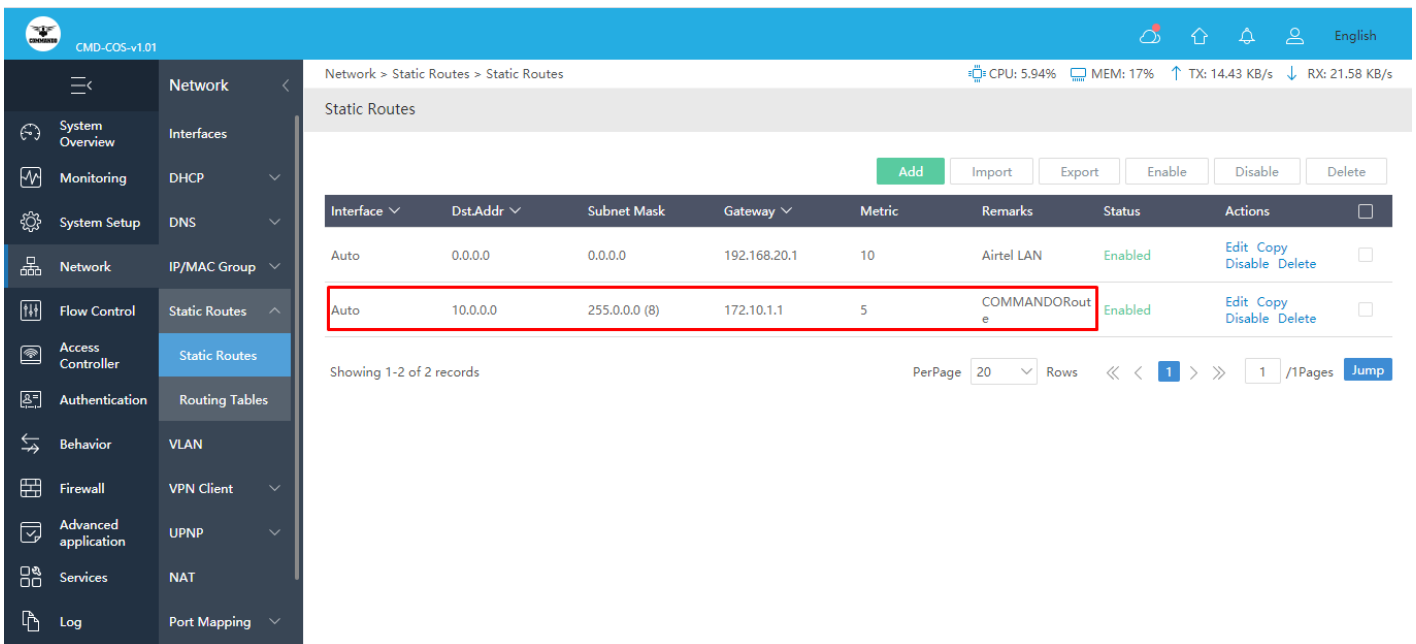 COMMANDO
CMD-COS-v1.01
English
Network
Network > Static Routes > Static Routes
CPU: 5.94% MEM: 17% TX: 14.43 KB/s RX: 21.58 KB/s
Static Routes
System
Overview
Monitoring
System Setup
Network
Flow Control
Access
Controller
Authentication
Behavior
Firewall
Advanced
application
Services
Log
Interfaces
DHCP
DNS
IP/MAC Group
Static Routes
Static Routes
Routing Tables
VLAN
VPN Client
UPNP
NAT
Port Mapping
Add Import Export Enable Disable Delete
Interface Dst.Addr Subnet Mask Gateway Metric Remarks Status Actions
Auto 0.0.0.0 0.0.0.0 192.168.20.1 10 Airtel LAN Enabled Edit Copy
Disable Delete
Auto 10.0.0.0 255.0.0.0 (8) 172.10.1.1 5 COMMANDORout
e Enabled Edit Copy
Disable Delete
Showing 1-2 of 2 records PerPage 20 Rows 1 1 /1Pages Jump